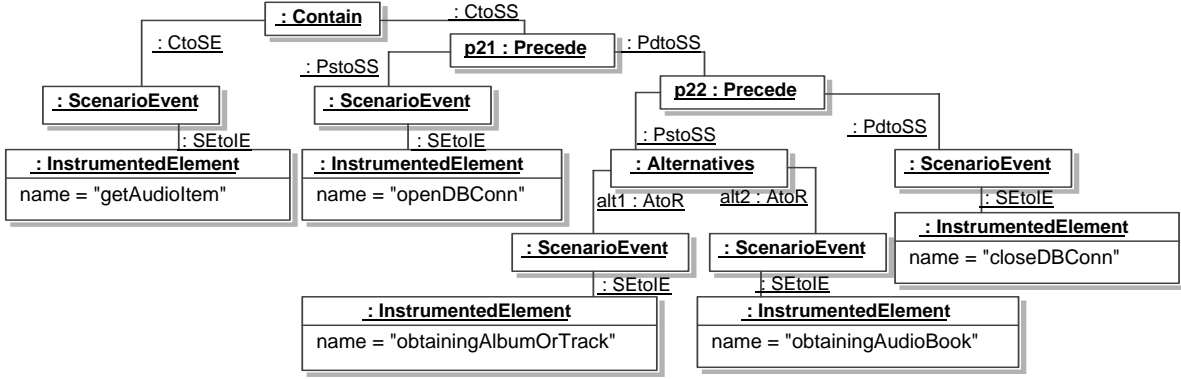 : Contain
: CtoSS
: CtoSE
p21 : Precede
: PdtoSS
: PstoSS
: ScenarioEvent
: ScenarioEvent
p22 : Precede
: SEtoIE
: SEtoIE
: PstoSS
: PdtoSS
: InstrumentedElement
name = "getAudioItem"
: InstrumentedElement
name = "openDBConn"
: Alternatives
: ScenarioEvent
alt1 : AtoR
alt2 : AtoR
: SEtoIE
: InstrumentedElement
name = "closeDBConn"
: ScenarioEvent
: ScenarioEvent
: SEtoIE
: SEtoIE
: InstrumentedElement
name = "obtainingAlbumOrTrack"
: InstrumentedElement
name = "obtainingAudioBook"